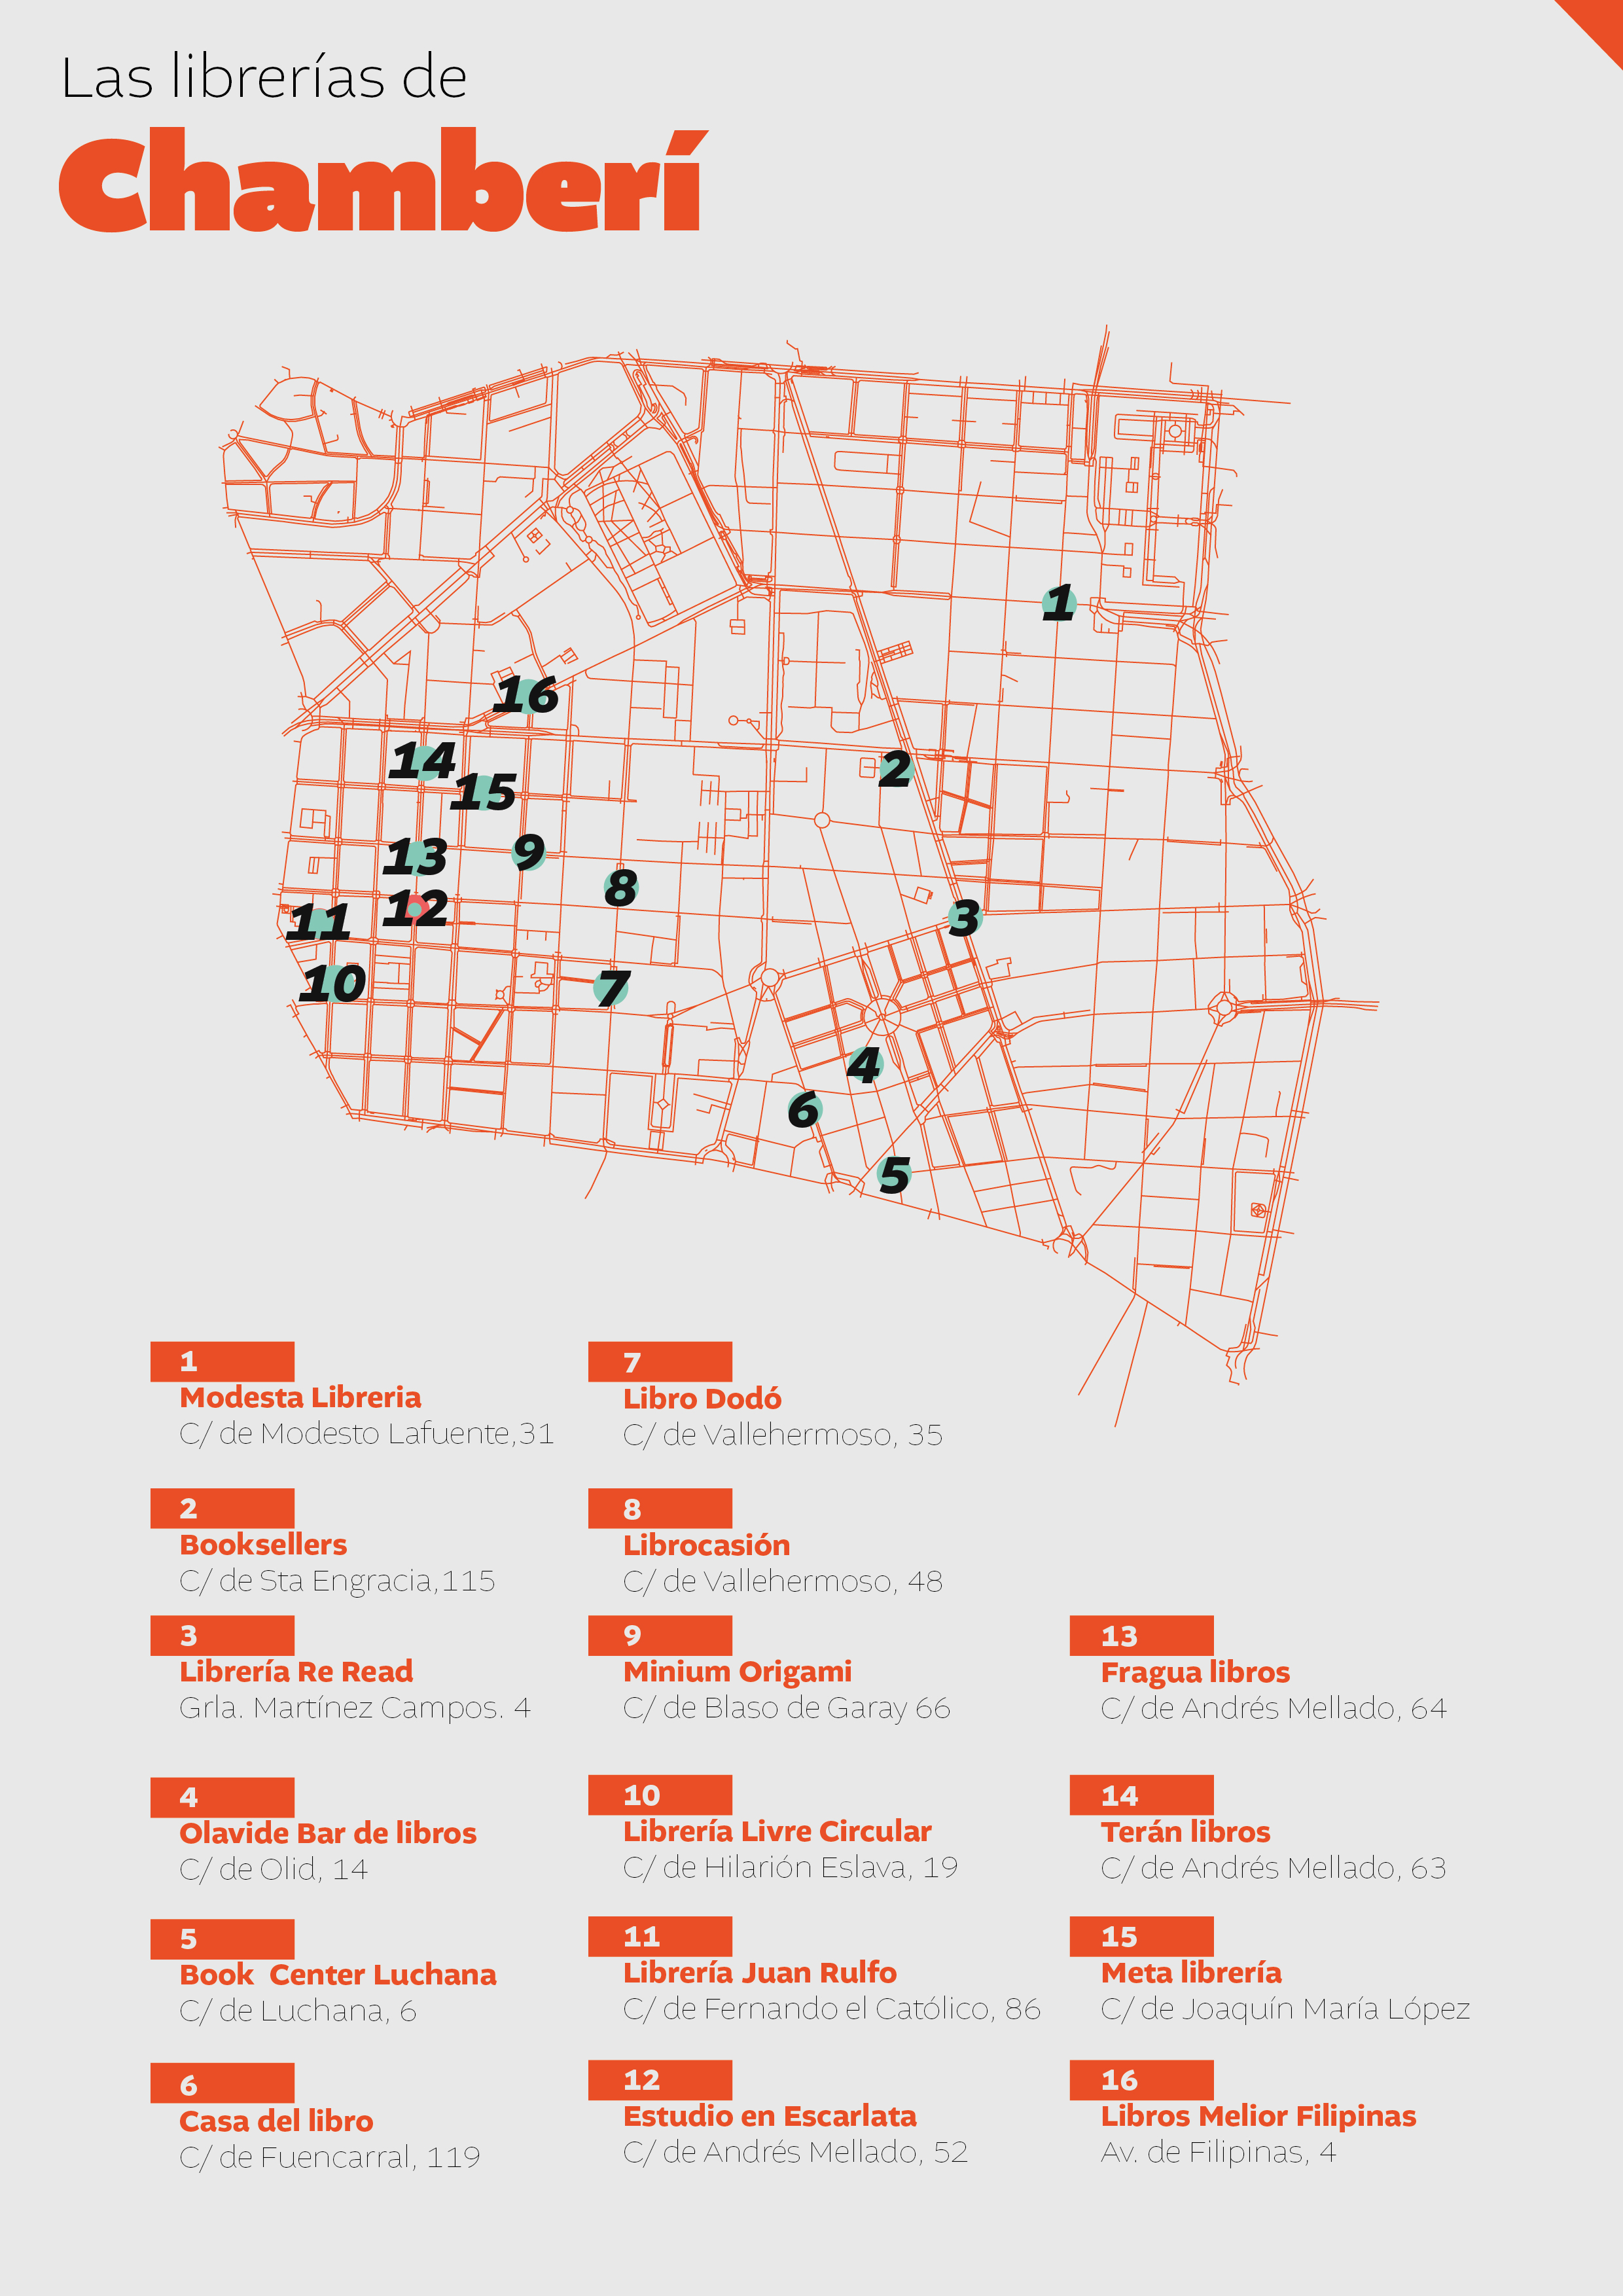 Las librerías de
Chamberí
1
16
14
2
15
13
9
8
12
11
3
10
7
4
6
5
1
Modesta Libreria
C/ de Modesto Lafuente,31
2
Booksellers
C/ de Sta Engracia,115
3
Librería Re Read
Grla. Martínez Campos. 4
4
Olavide Bar de libros
C/ de Olid, 14
5
Book  Center Luchana
C/ de Luchana, 6
6
Casa del libro
C/ de Fuencarral, 119
7
Libro Dodó
C/ de Vallehermoso, 35
8
Librocasión
C/ de Vallehermoso, 48
9
Minium Origami
C/ de Blaso de Garay 66
10
Librería Livre Circular
C/ de Hilarión Eslava, 19
11
Librería Juan Rulfo
C/ de Fernando el Católico, 86
12
Estudio en Escarlata
C/ de Andrés Mellado, 52
13
Fragua libros
C/ de Andrés Mellado, 64
14
Terán libros
C/ de Andrés Mellado, 63
15
Meta librería
C/ de Joaquín María López
16
Libros Melior Filipinas
Av. de Filipinas, 4